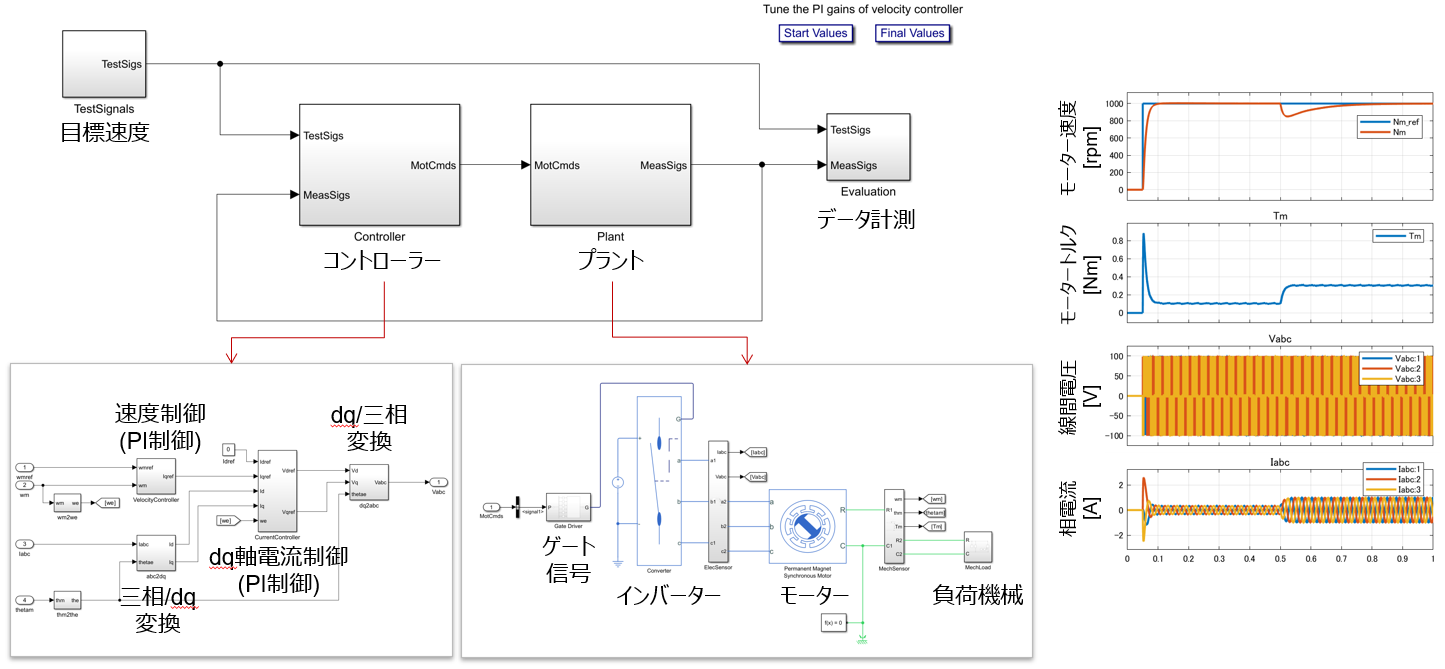 Tune the PI gains of velocity controller
Start Values
Final Values
TestSigs
TestSignals
目標速度
TestSigs
MeasSigs
MotCmds
Controller
コントローラー
MotCmds
MeasSigs
Plant
プラント
TestSigs
MeasSigs
Evaluation
データ計測
速度制御
(PI制御)
dq/三相
変換
1
wmref
2
wm
wmref
wm
Iqref
VelocityController
wm we
wm2we
[we]
0
Idref
Idref
Iqref
Id
Iq
we
Vdref
Vqref
CurrentController
[we]
Vd
Vq
thetae
Vabc
dq2abc
1
Vabc
3
Iabc
Iabc
thetae
Id
Iq
abc2dq
dq軸電流制御
(PI制御)
4
thetam
thm the
thm2the
三相/dq
変換
1
MotCmds
<signal1>
P
G
Gate Driver
ゲート
信号
G
a
b
c
Converter
インバーター
a1
b1
c1
Iabc
Vabc
a2
b2
c2
ElecSensor
[Iabc]
[Vabc]
a
b
c
R
C
Permanent Magnet
Synchronous Motor
モーター
R1
C1
wm
thm
Tm
R2
C2
MechSensor
[wm]
[thetam]
[Tm]
R
C
MechLoad
負荷機械
f(x) = 0
モーター速度
[rpm]
1000
800
600
400
200
0
Nm_ref
Nm
Tm
モータートルク
[Nm]
0.8
0.6
0.4
0.2
0
Tm
Vabc
線間電圧
[V]
100
50
0
-50
-100
Vabc:1
Vabc:2
Vabc:3
Iabc
相電流
[A]
2
0
-2
Iabc:1
Iabc:2
Iabc:3
0 0.1 0.2 0.3 0.4 0.5 0.6 0.7 0.8 0.9 1